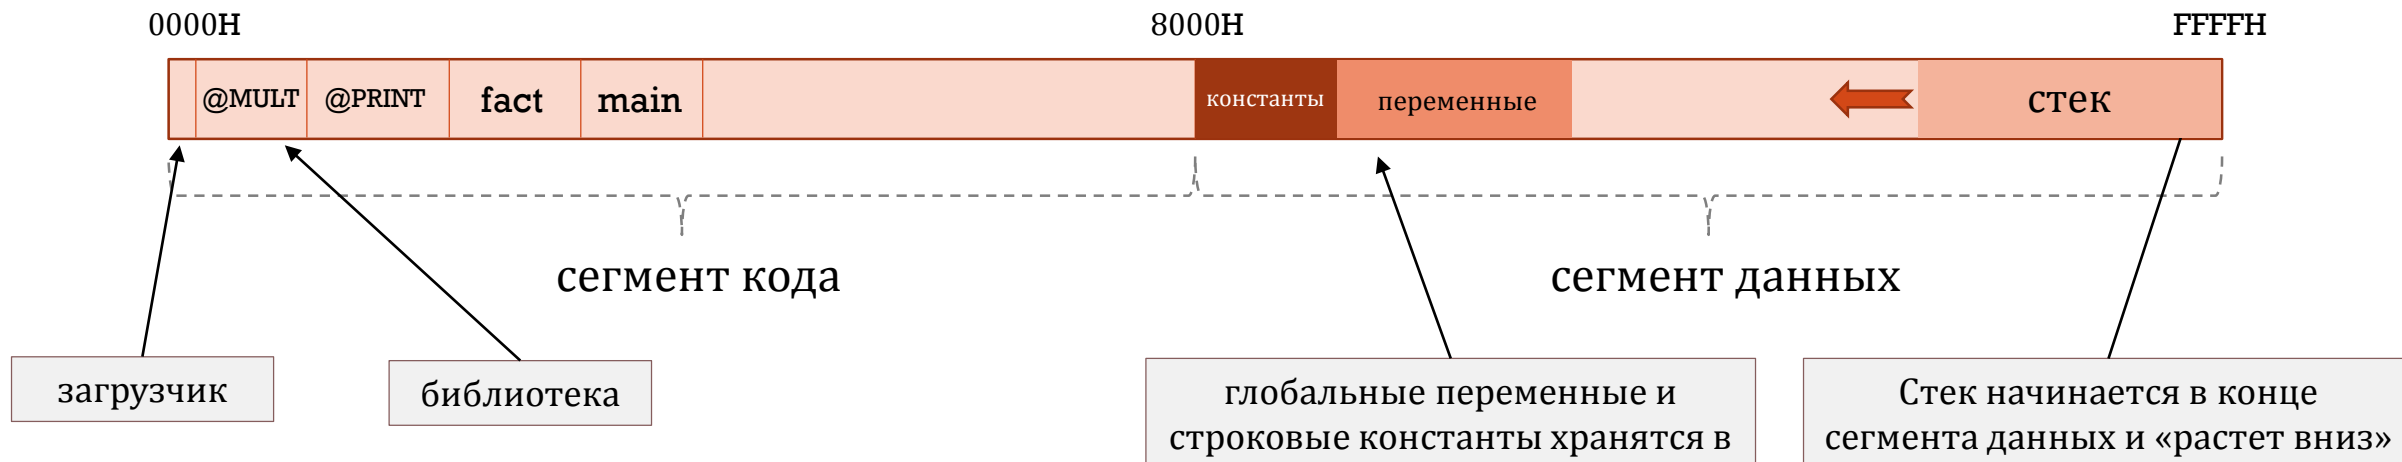 0000H 8000H FFFFH
@MULT @PRINT fact main константы переменные стек
сегмент кода сегмент данных
загрузчик
библиотека
глобальные переменные и
строковые константы хранятся в
Стек начинается в конце
сегмента данных и «растет вниз»